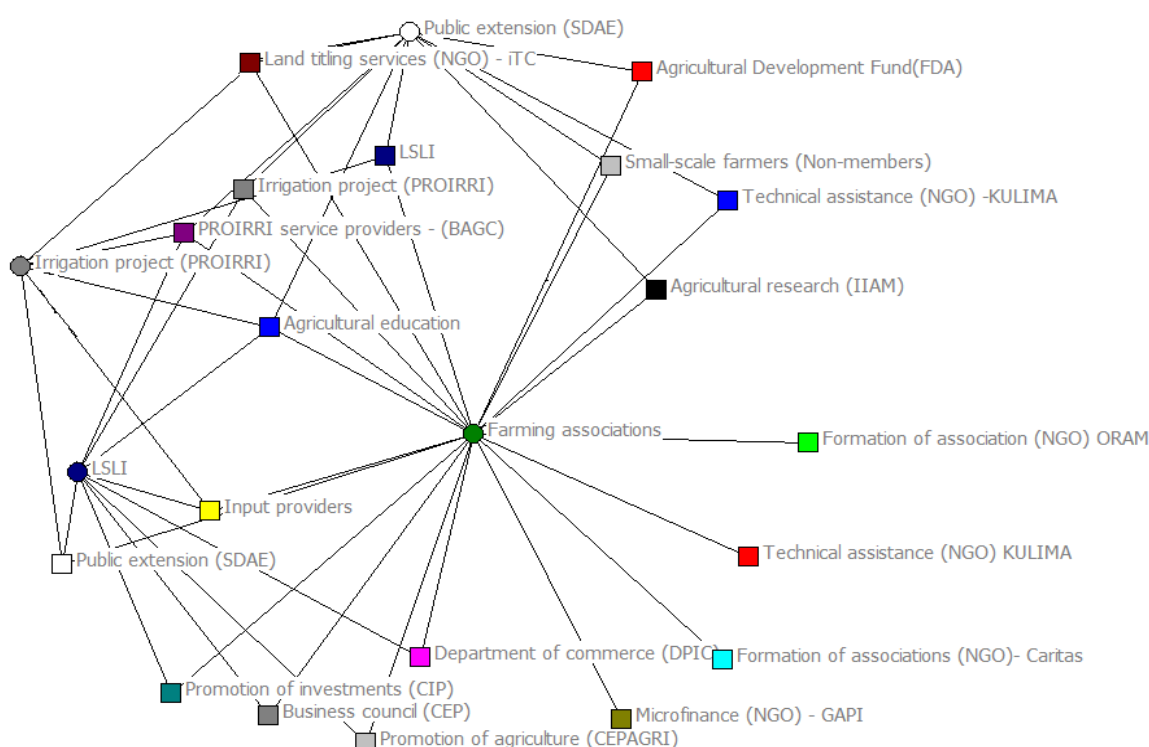 Public extension (SDAE)
Land titling services (NGO) - iTC
Agricultural Development Fund(FDA)
LSLI
Small-scale farmers (Non-members)
Irrigation project (PROIRRI)
Technical assistance (NGO) -KULIMA
PROIRRI service providers - (BAGC)
Irrigation project (PROIRRI)
Agricultural research (IIAM)
Agricultural education
Farming associations
Formation of association (NGO) ORAM
LSLI
Input providers
Technical assistance (NGO) KULIMA
Public extension (SDAE)
Department of commerce (DPIC)
Formation of associations (NGO)- Caritas
Promotion of investments (CIP)
Business council (CEP)
Microfinance (NGO) - GAPI
Promotion of agriculture (CEPAGRI)